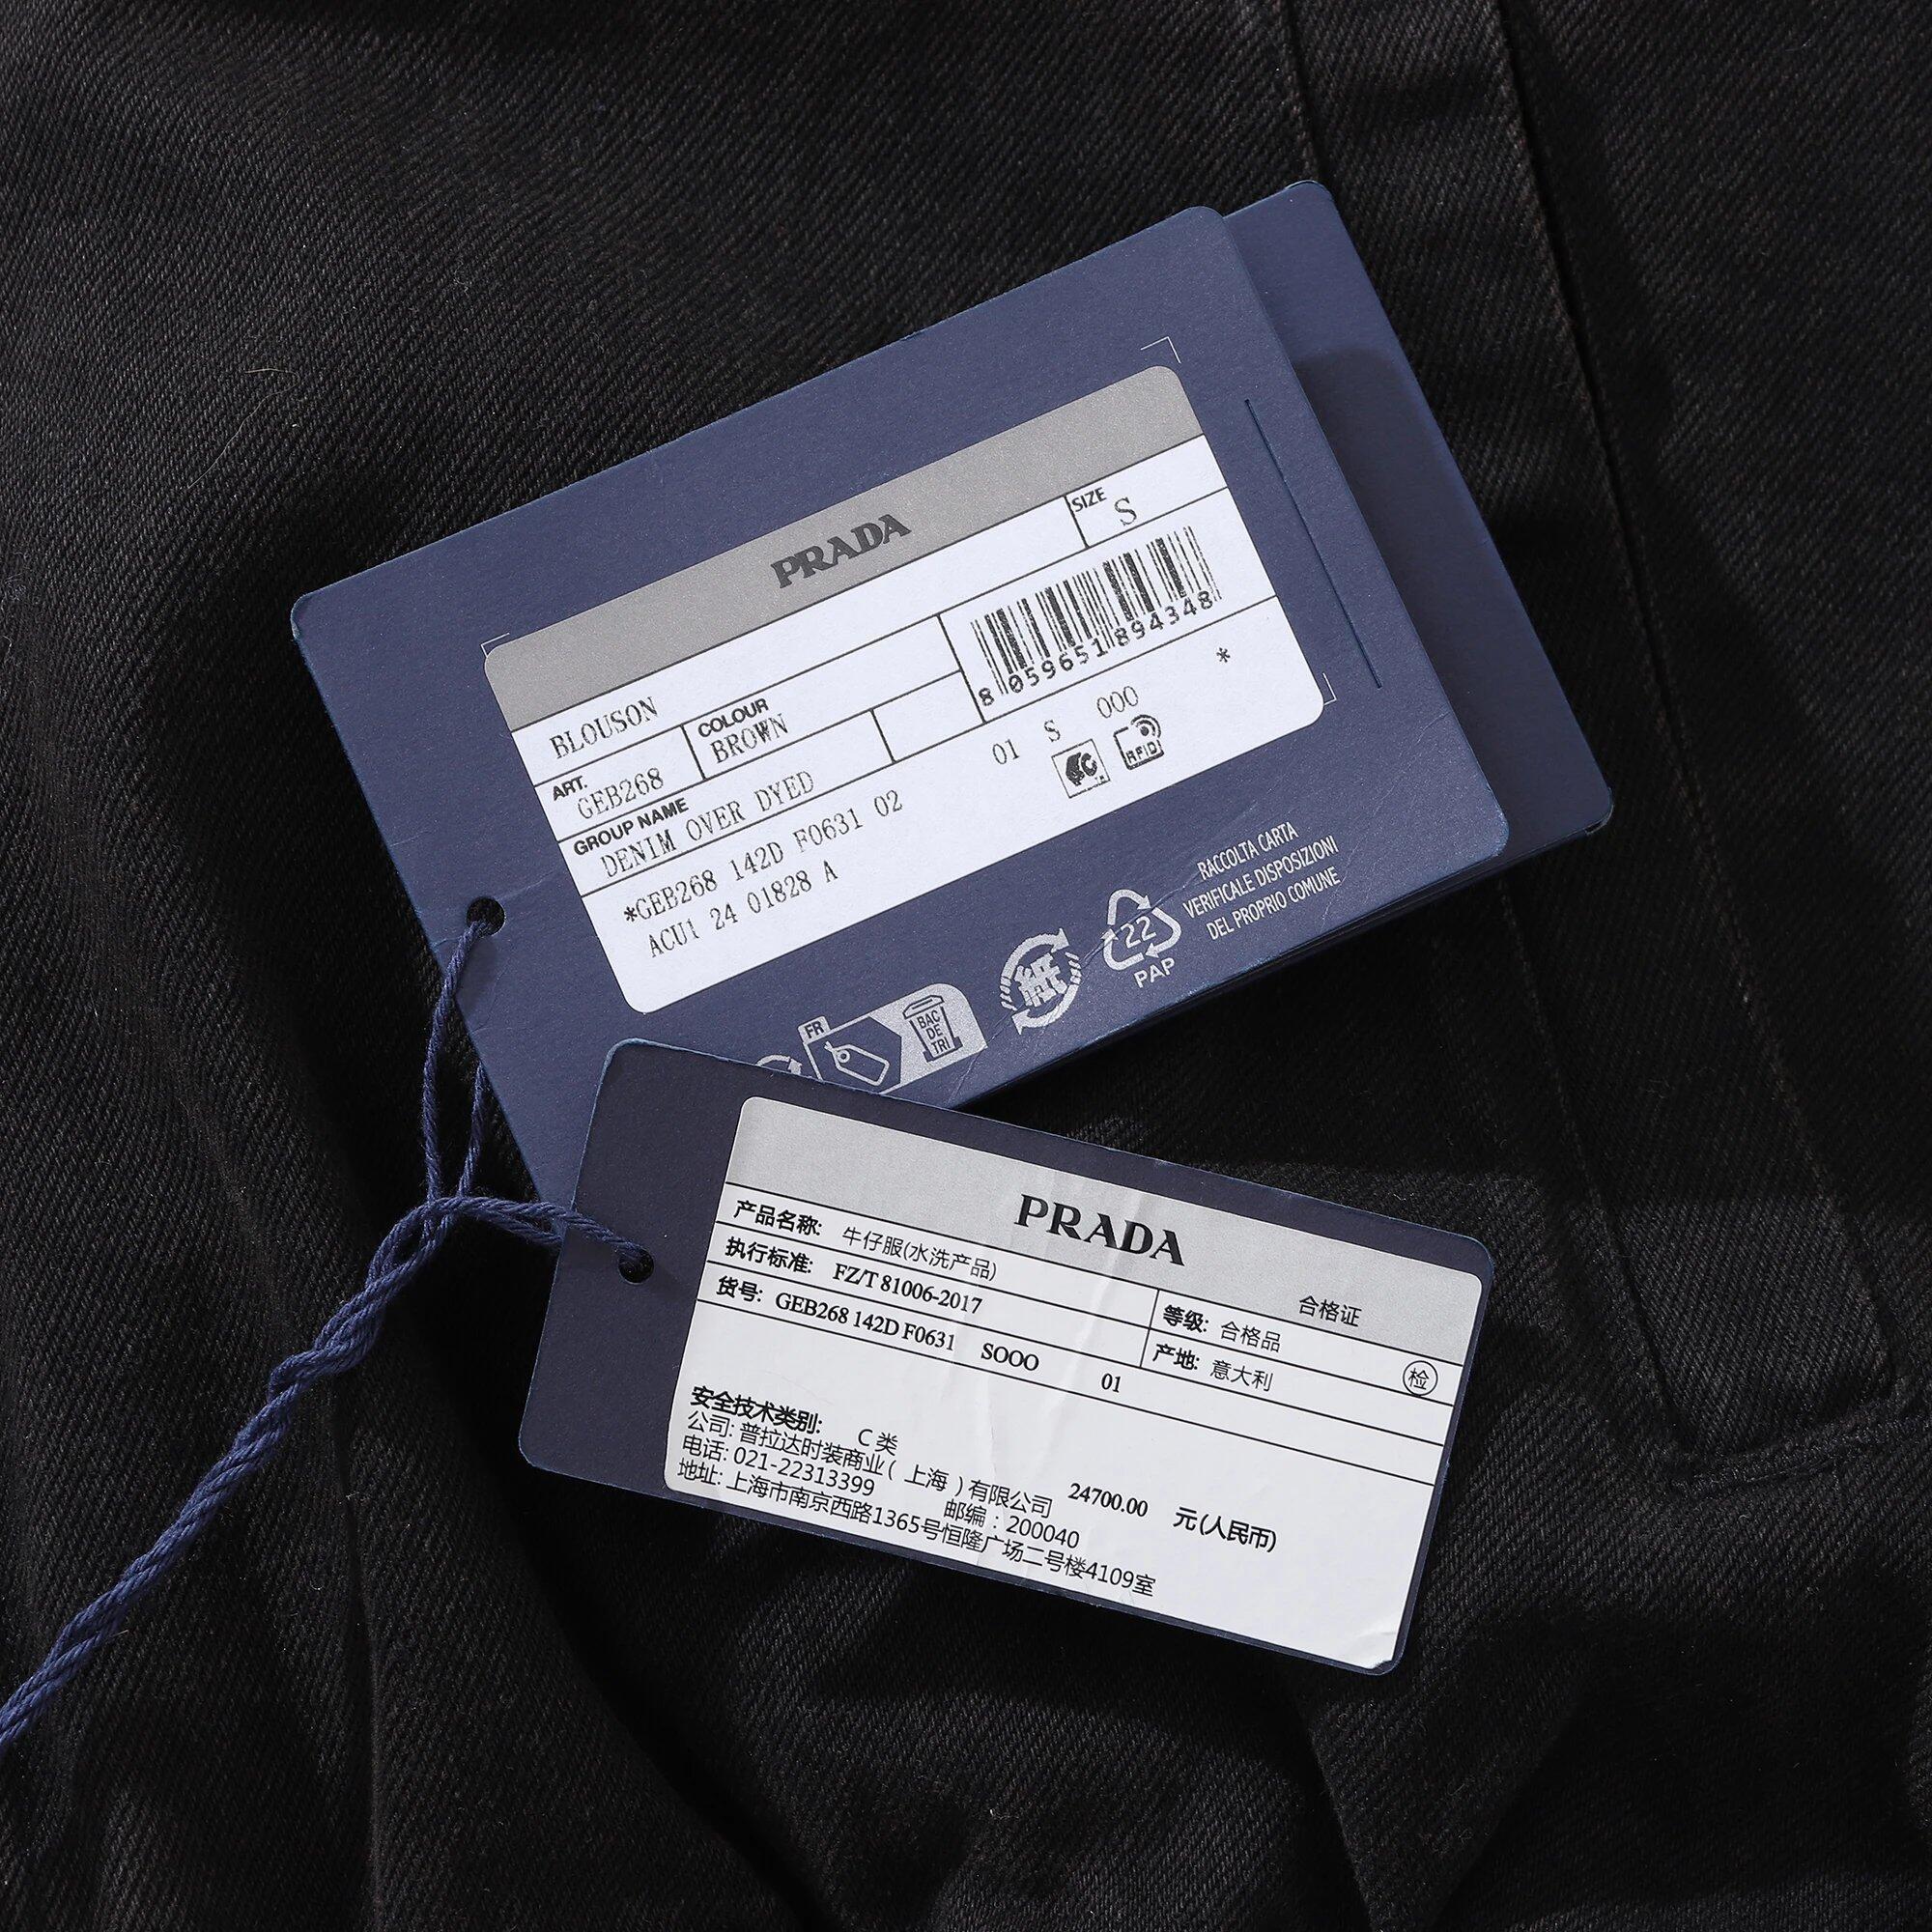 PRADA
SIZE
S
BLOUSON
8 059651 894348
COLOUR
BROWN
ART.
GEB268
GROUP NAME
DENIM OVER DYED
01 S 000 *
*GEB268 142D F0631 02
ACU1 24 01828 A
RFID
RACCOLTA CARTA
VERIFICALE DISPOSIZIONI
DEL PROPRIO COMUNE
22
PAP
紙
FR
BAC
DE
TRI
PRADA
合格证
产品名称: 牛仔服(水洗产品)
等级: 合格品
执行标准: FZ/T 81006-2017
产地: 意大利
检
货号: GEB268 142D F0631 SOOO 01
安全技术类别: C 类
公司: 普拉达时装商业( 上海 )有限公司
24700.00 元(人民币)
电话: 021-22313399 邮编 : 200040
地址: 上海市南京西路1365号恒隆广场二号楼4109室